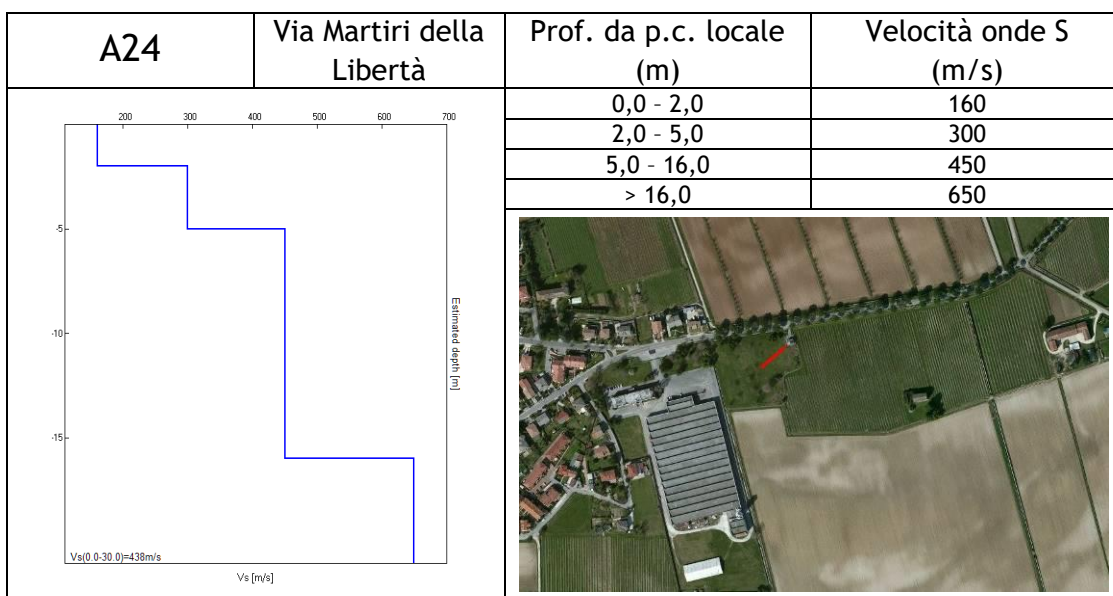 A24
Via Martiri della
Libertà
Prof. da p.c. locale
(m)
Velocità onde S
(m/s)
0,0 – 2,0
160
2,0 – 5,0
300
5,0 – 16,0
450
> 16,0
650
200 300 400 500 600 700
-5
-10
-15
Estimated depth [m]
Vs(0.0-30.0)=438m/s
Vs [m/s]